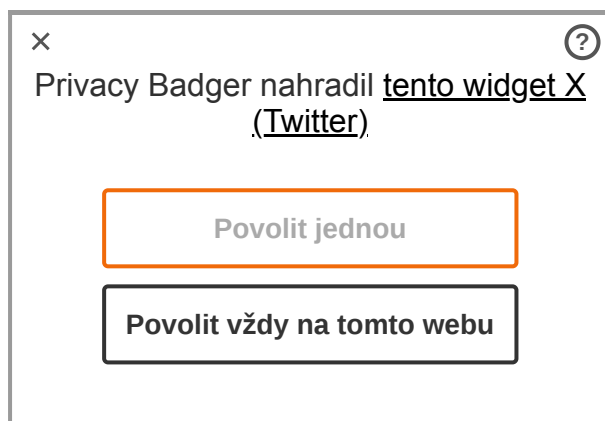 ×
?
Privacy Badger nahradil tento widget X
(Twitter)
Povolit jednou
Povolit vždy na tomto webu